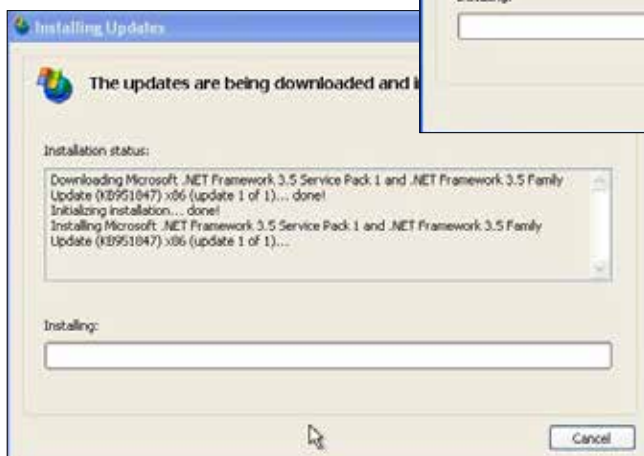 Installing:
Installing Updates
The updates are being downloaded and i
Installation status:
Downloading Microsoft .NET Framework 3.5 Service Pack 1 and .NET Framework 3.5 Family
Update (KB951847) x86 (update 1 of 1)... done!
Initializing installation... done!
Installing Microsoft .NET Framework 3.5 Service Pack 1 and .NET Framework 3.5 Family
Update (KB951847) x86 (update 1 of 1)...
Installing:
Cancel